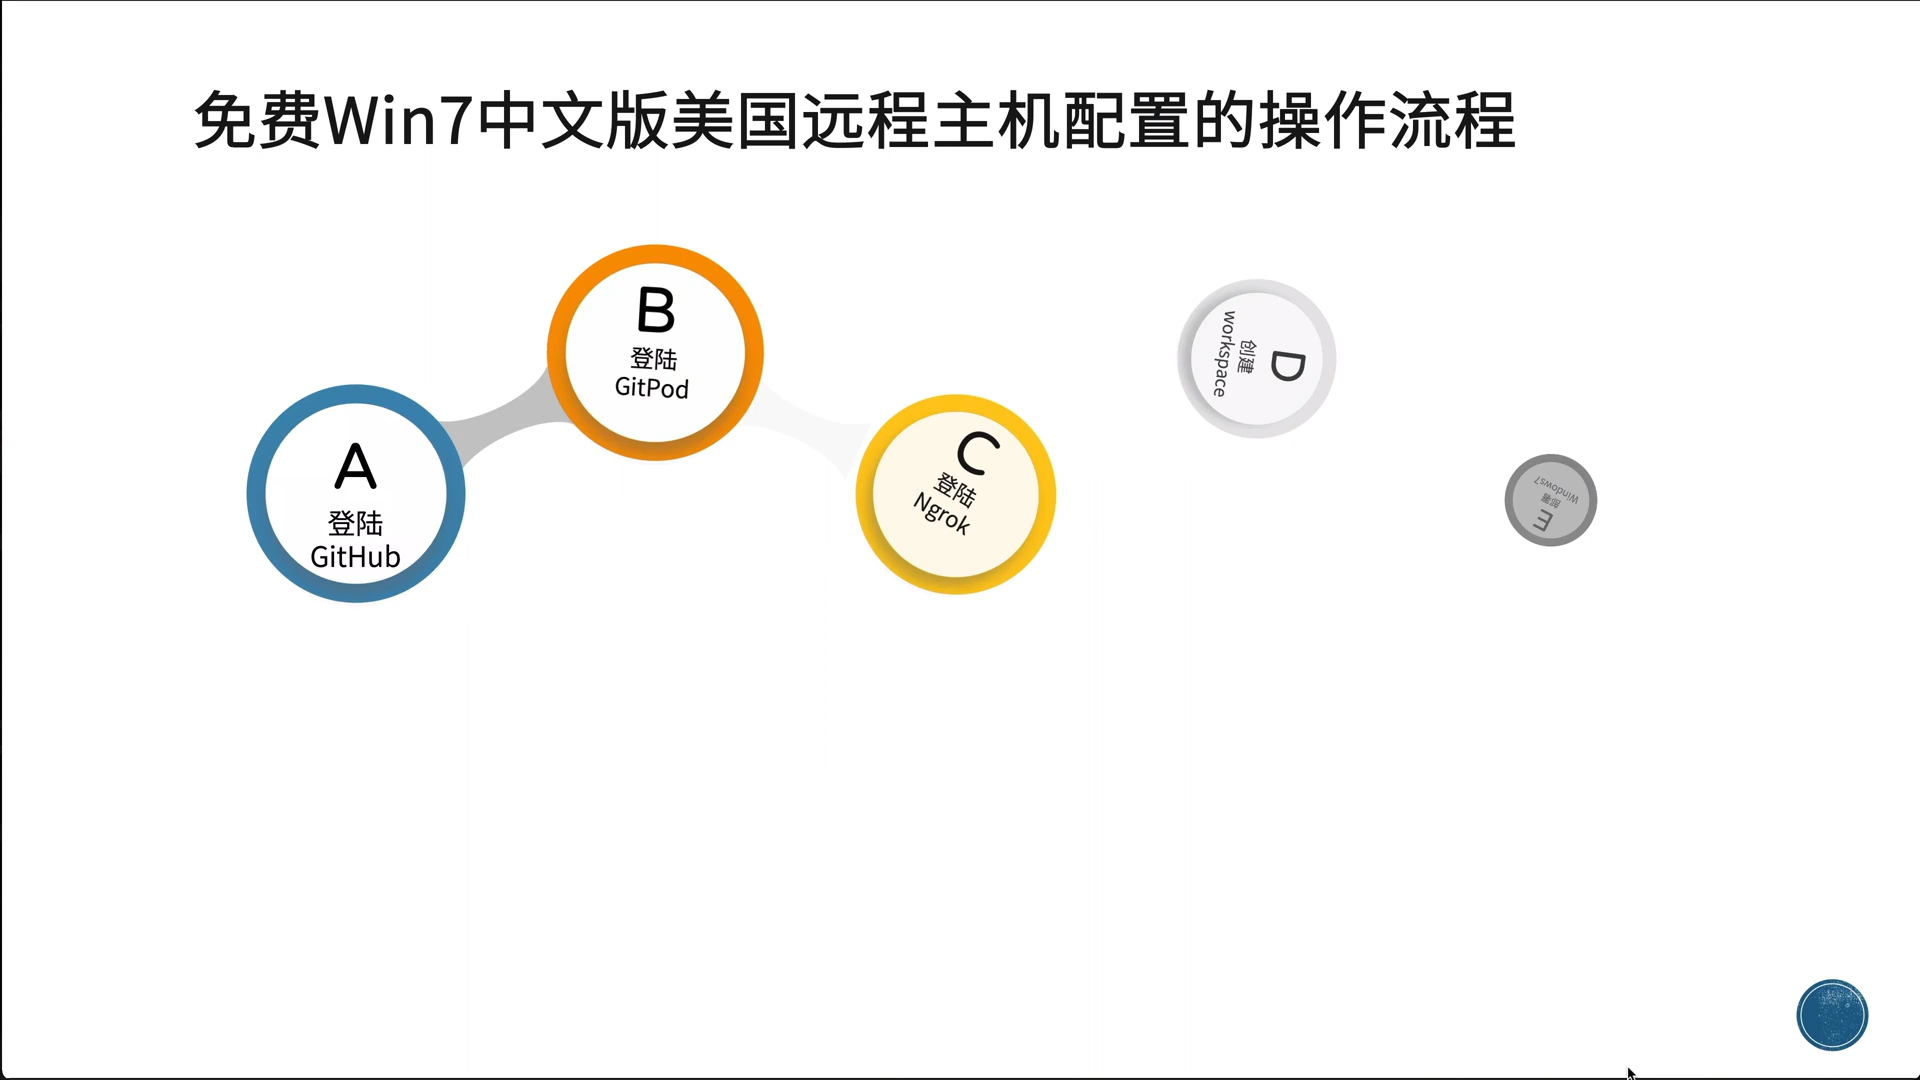 免费Win7中文版美国远程主机配置的操作流程
A
登陆
GitHub
B
登陆
GitPod
C
登陆
Ngrok
D
创建
workspace
E
部署
Windows7